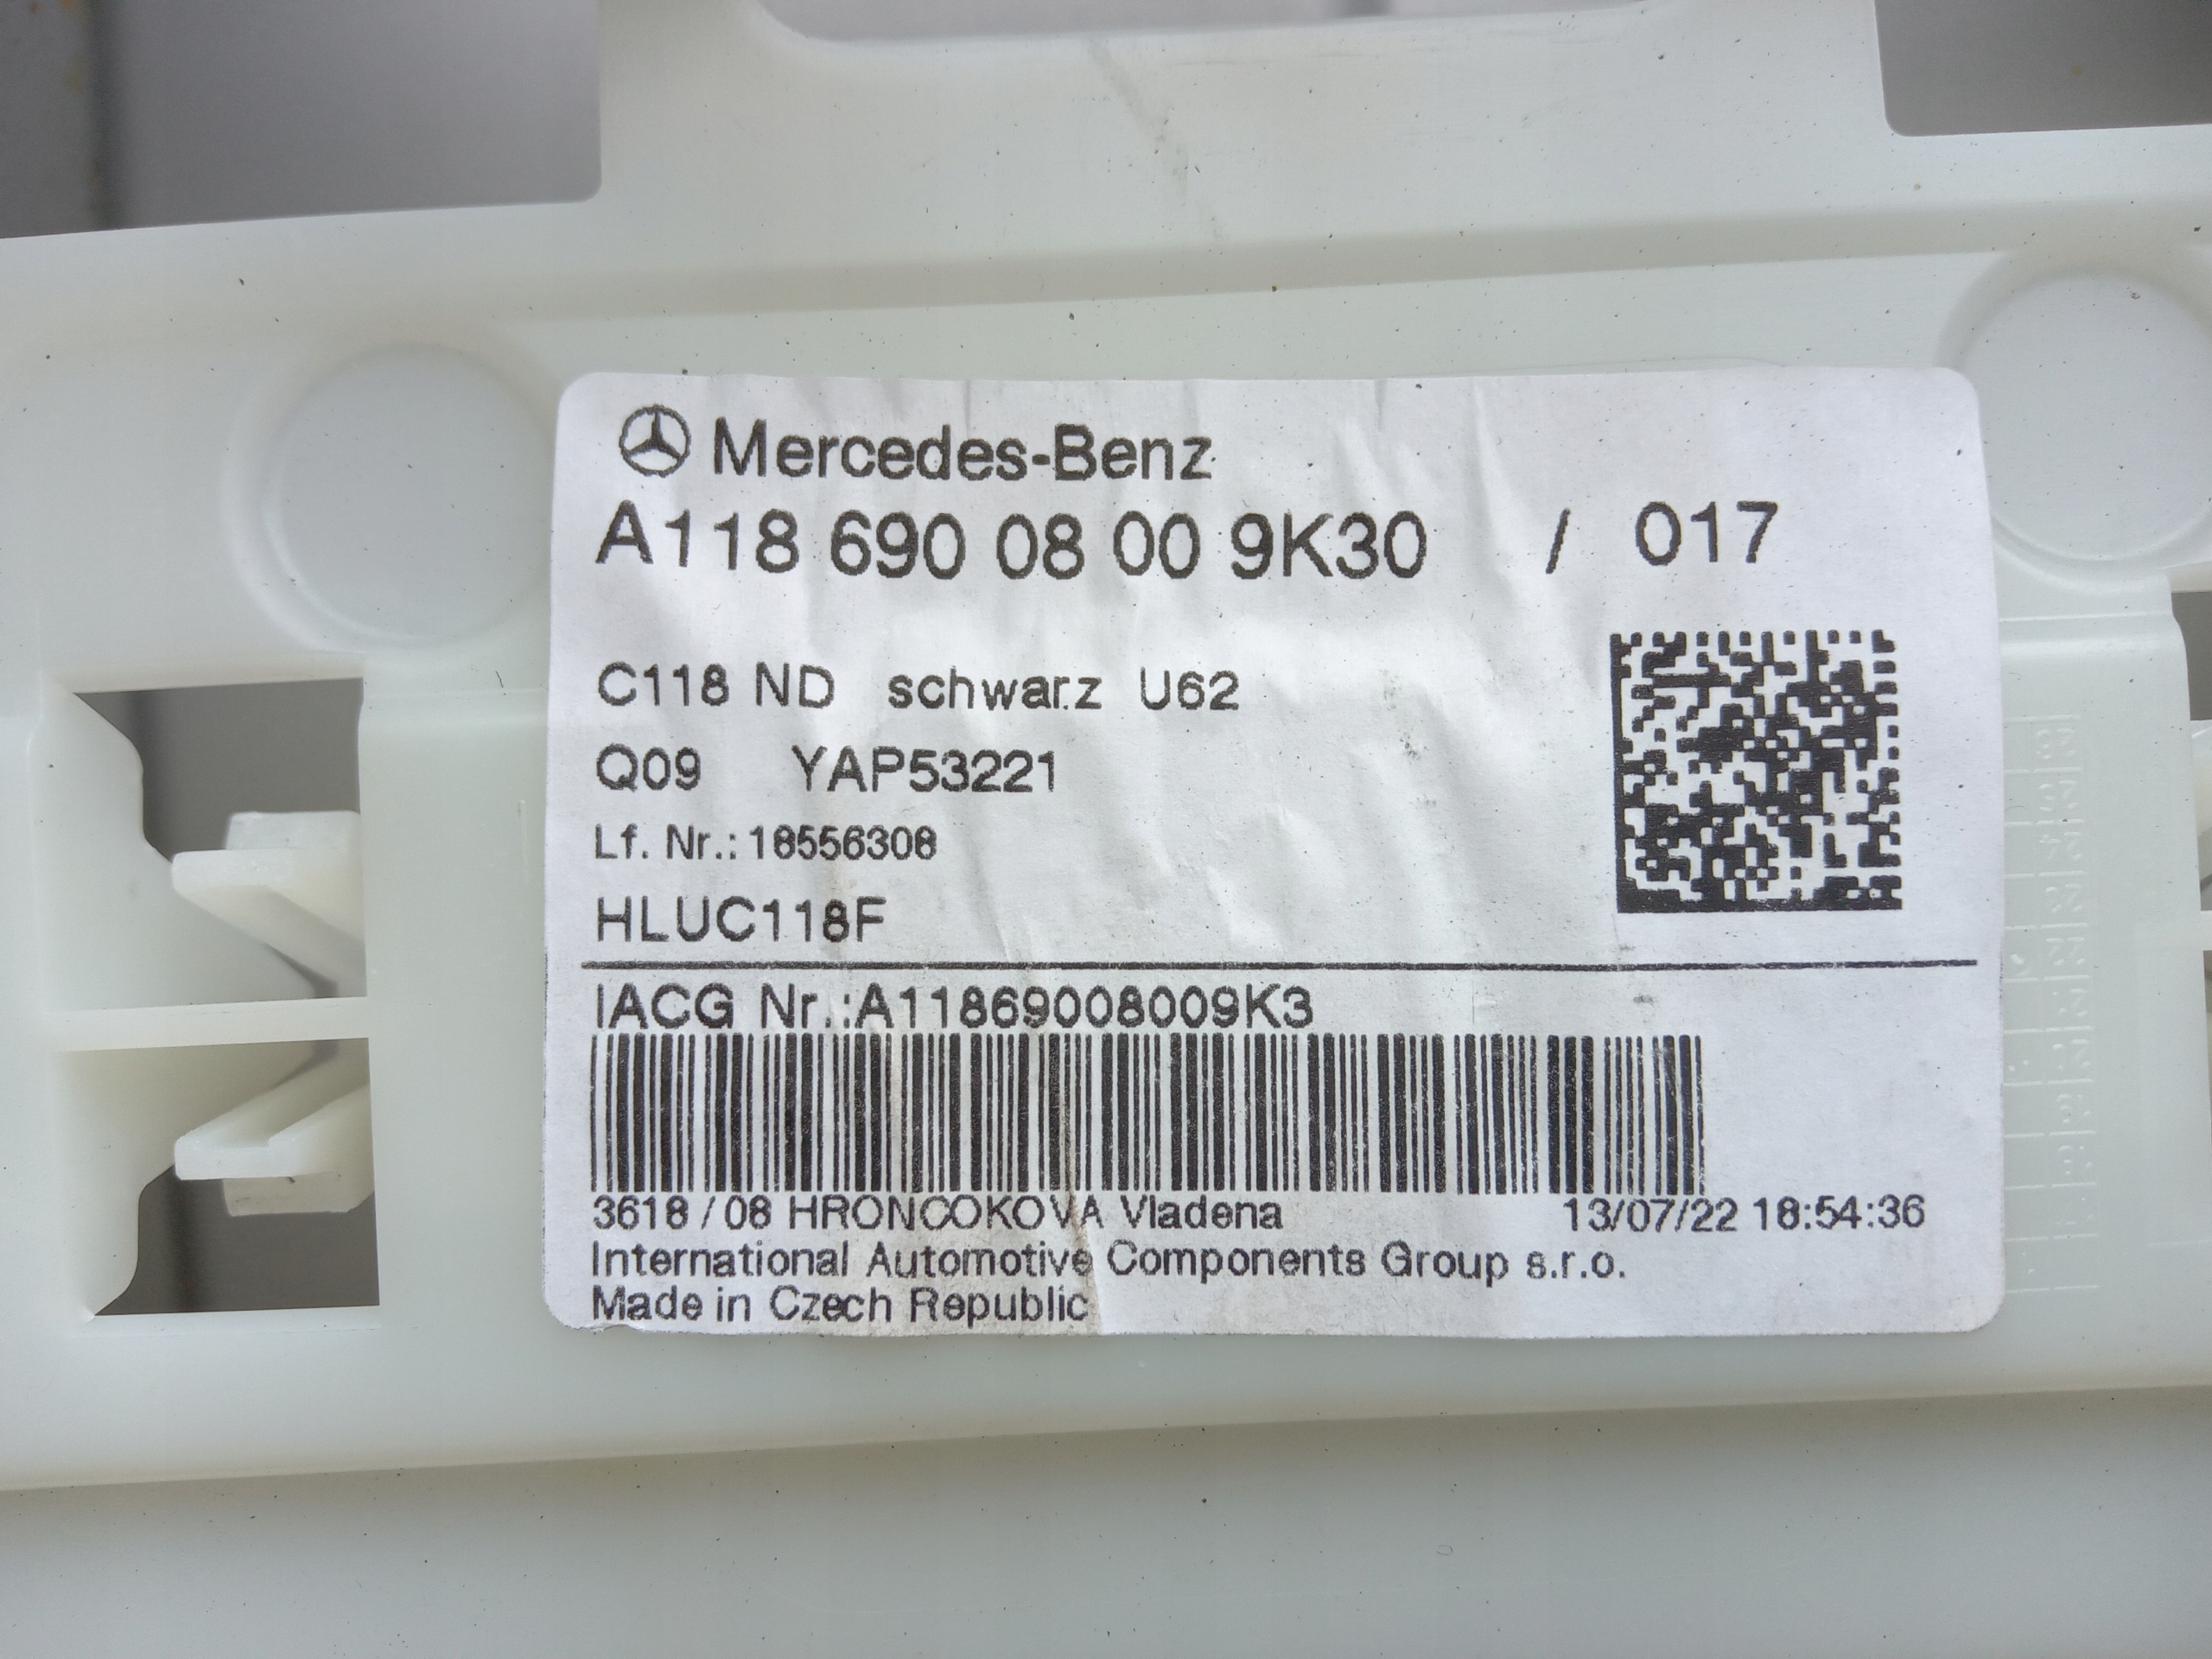 Mercedes-Benz
A118 690 08 00 9K30 / 017
C118 ND schwarz U62
Q09 YAP53221
Lf. Nr.: 18556308
HLUC118F
IACG Nr.:A11869008009K3
3618 / 08 HRONCOKOVA Vladena 13/07/22 18:54:36
International Automotive Components Group s.r.o.
Made in Czech Republic